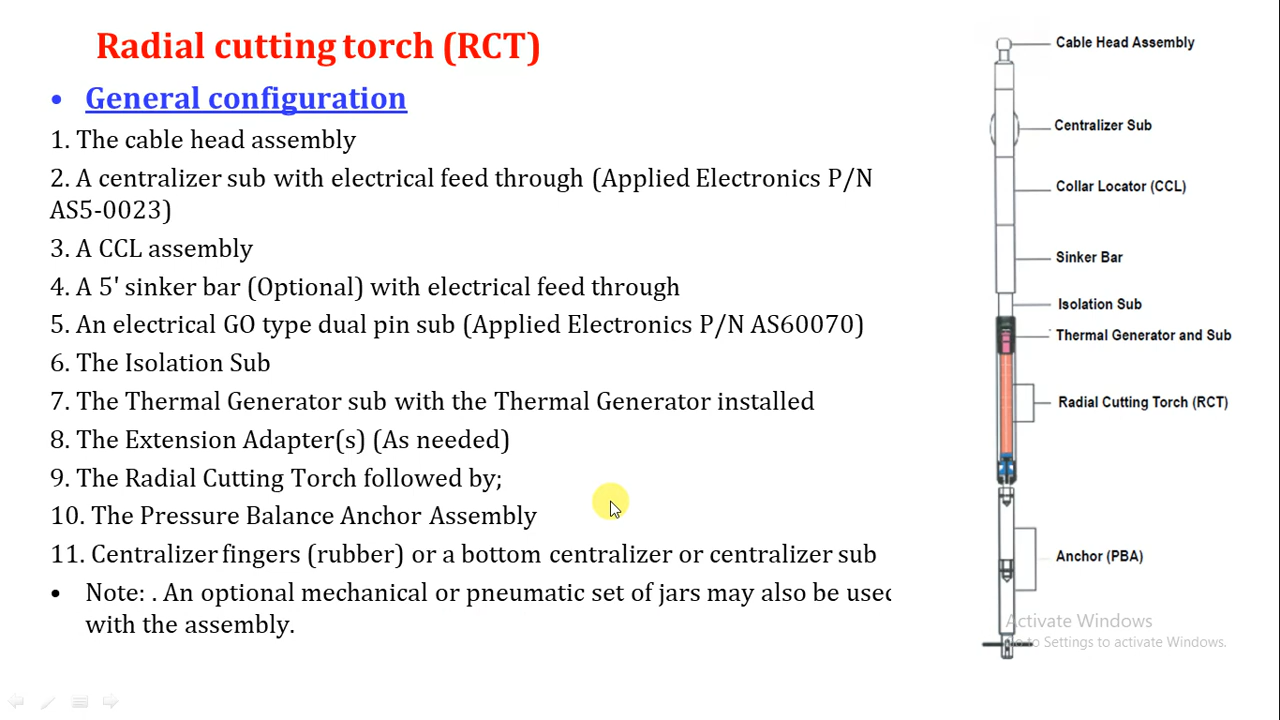 Radial cutting torch (RCT)
• General configuration
1. The cable head assembly
2. A centralizer sub with electrical feed through (Applied Electronics P/N
AS5-0023)
3. A CCL assembly
4. A 5' sinker bar (Optional) with electrical feed through
5. An electrical GO type dual pin sub (Applied Electronics P/N AS60070)
6. The Isolation Sub
7. The Thermal Generator sub with the Thermal Generator installed
8. The Extension Adapter(s) (As needed)
9. The Radial Cutting Torch followed by;
10. The Pressure Balance Anchor Assembly
11. Centralizer fingers (rubber) or a bottom centralizer or centralizer sub
• Note: . An optional mechanical or pneumatic set of jars may also be used
with the assembly.
Cable Head Assembly
Centralizer Sub
Collar Locator (CCL)
Sinker Bar
Isolation Sub
Thermal Generator and Sub
Radial Cutting Torch (RCT)
Anchor (PBA)
Activate Windows
Go to Settings to activate Windows.